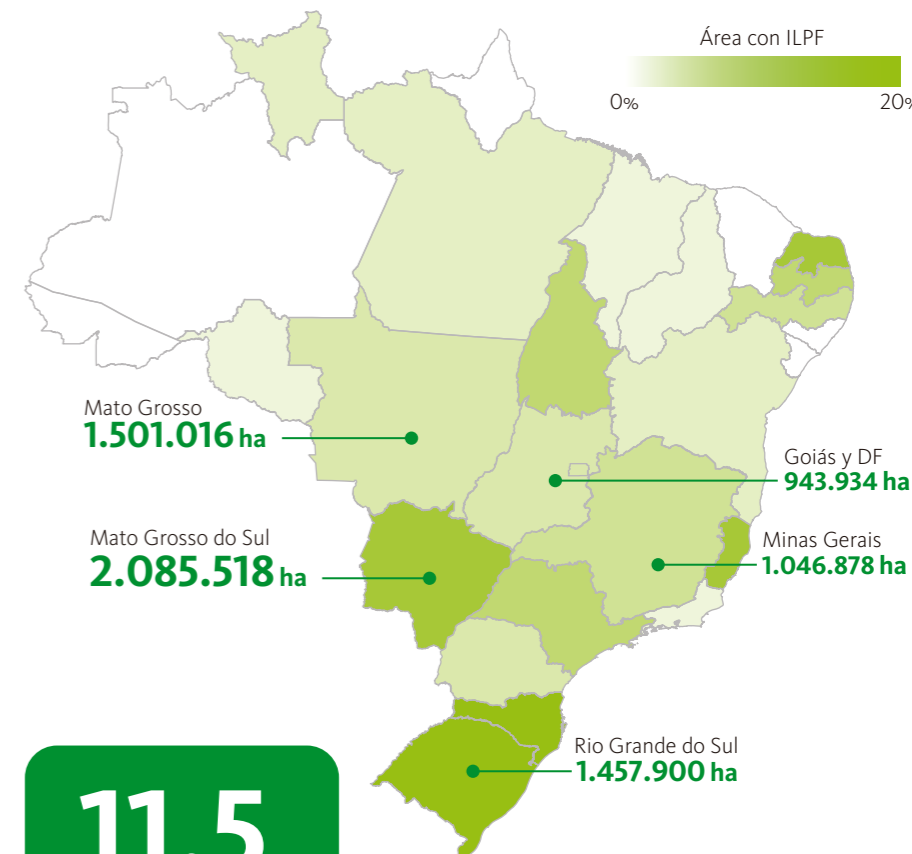 Área con ILPF
0%
20%
Mato Grosso
1.501.016 ha
Goiás y DF
943.934 ha
Mato Grosso do Sul
2.085.518 ha
Minas Gerais
1.046.878 ha
Rio Grande do Sul
1.457.900 ha
11,5